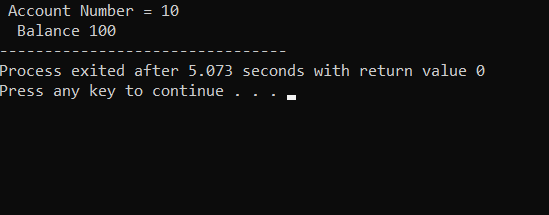 Account Number = 10
Balance 100
--------------------------------
Process exited after 5.073 seconds with return value 0
Press any key to continue . . .